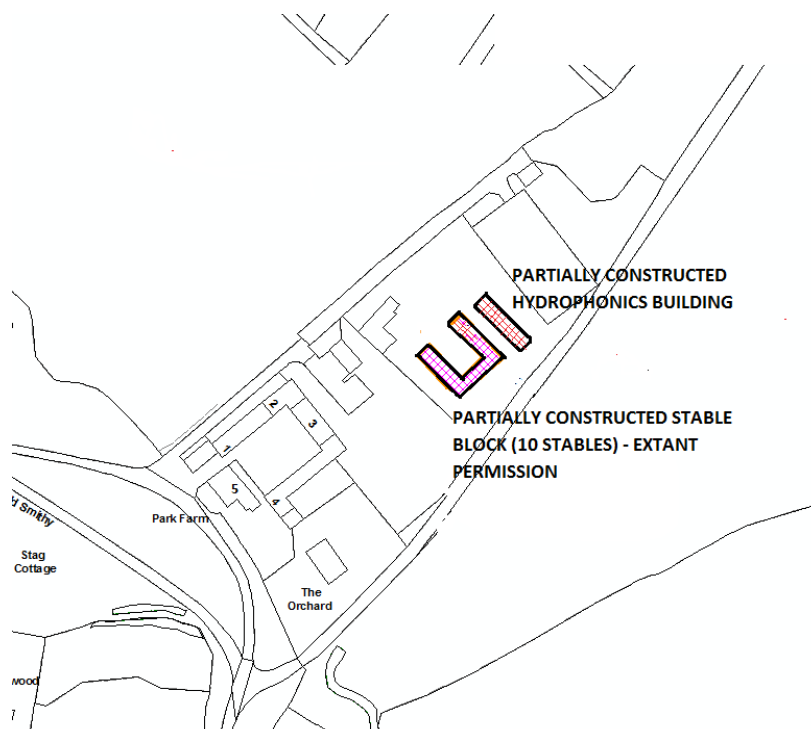 PARTIALLY CONSTRUCTED
HYDROPHONICS BUILDING
PARTIALLY CONSTRUCTED STABLE
BLOCK (10 STABLES) - EXTANT
PERMISSION
2
3
1
5
4
Park Farm
Smithy
Stag
Cottage
The
Orchard
wood